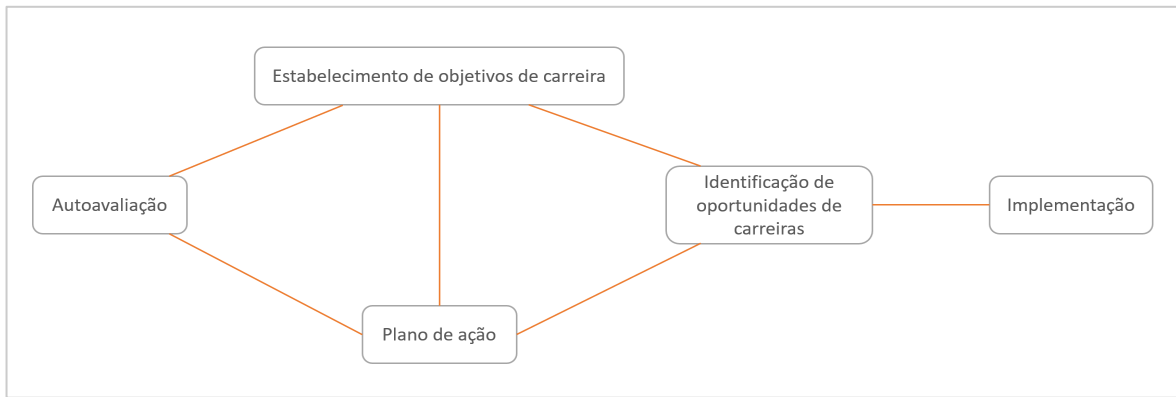 Estabelecimento de objetivos de carreira
Autoavaliação
Identificação de
oportunidades de
carreiras
Implementação
Plano de ação